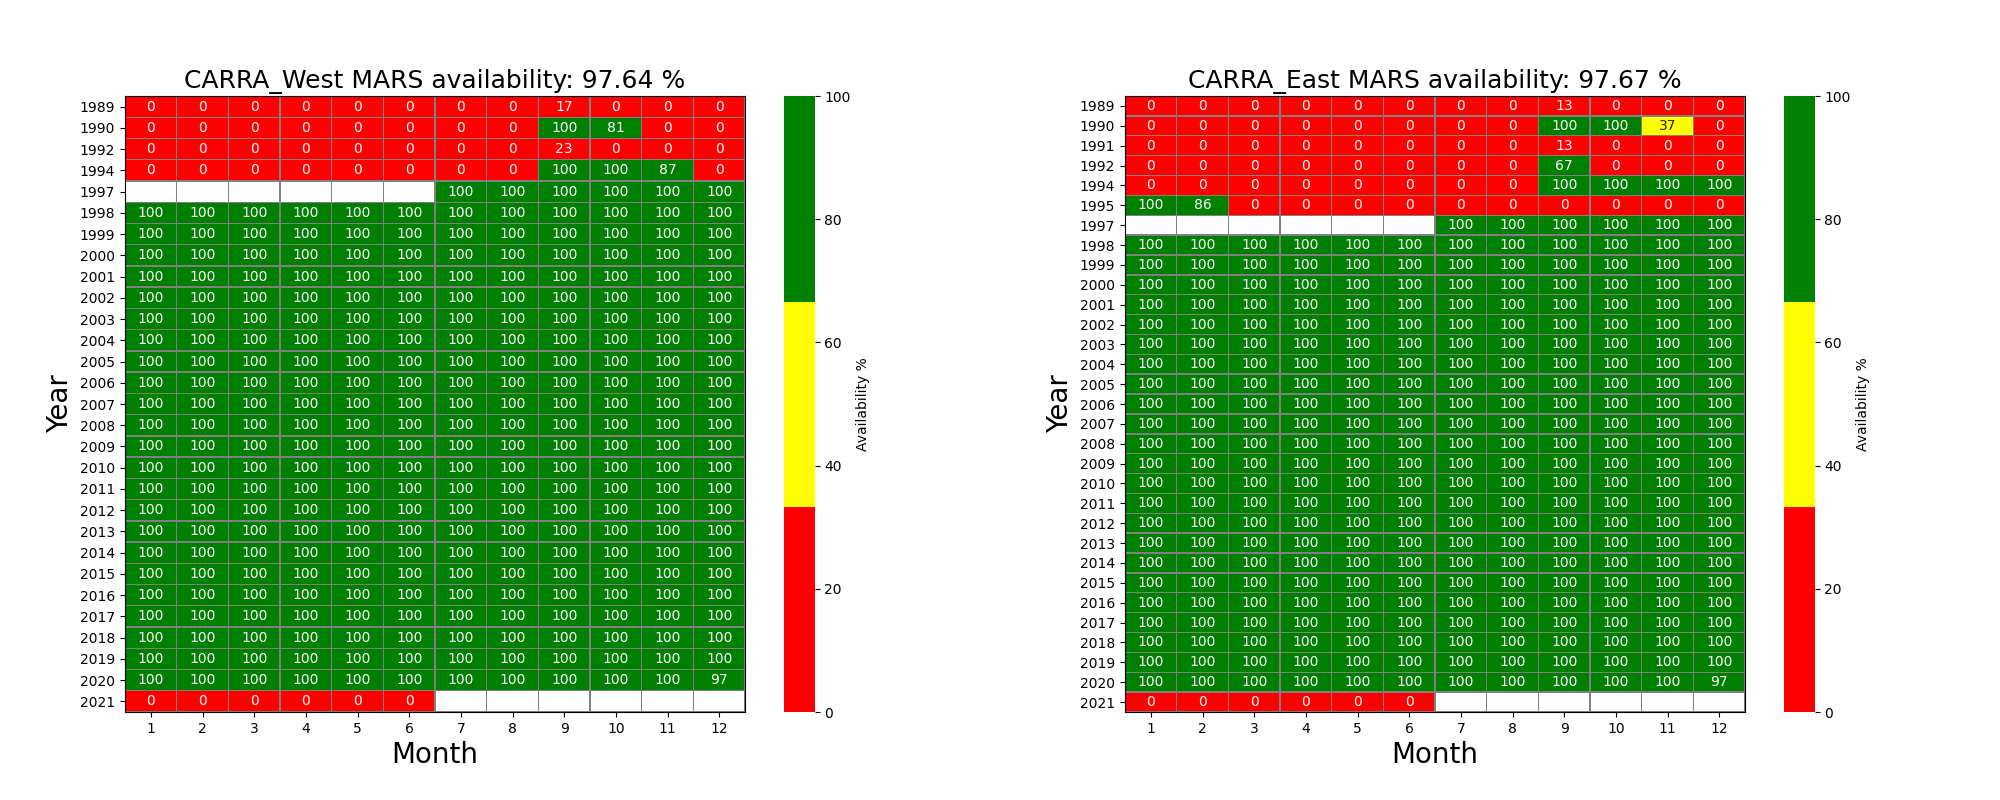 CARRA_West MARS availability: 97.64 %
Year
1989 0 0 0 0 0 0 0 0 17 0 0 0
1990 0 0 0 0 0 0 0 0 100 81 0 0
1992 0 0 0 0 0 0 0 0 23 0 0 0
1994 0 0 0 0 0 0 0 0 100 100 87 0
1997 100 100 100 100 100 100
1998 100 100 100 100 100 100 100 100 100 100 100 100
1999 100 100 100 100 100 100 100 100 100 100 100 100
2000 100 100 100 100 100 100 100 100 100 100 100 100
2001 100 100 100 100 100 100 100 100 100 100 100 100
2002 100 100 100 100 100 100 100 100 100 100 100 100
2003 100 100 100 100 100 100 100 100 100 100 100 100
2004 100 100 100 100 100 100 100 100 100 100 100 100
2005 100 100 100 100 100 100 100 100 100 100 100 100
2006 100 100 100 100 100 100 100 100 100 100 100 100
2007 100 100 100 100 100 100 100 100 100 100 100 100
2008 100 100 100 100 100 100 100 100 100 100 100 100
2009 100 100 100 100 100 100 100 100 100 100 100 100
2010 100 100 100 100 100 100 100 100 100 100 100 100
2011 100 100 100 100 100 100 100 100 100 100 100 100
2012 100 100 100 100 100 100 100 100 100 100 100 100
2013 100 100 100 100 100 100 100 100 100 100 100 100
2014 100 100 100 100 100 100 100 100 100 100 100 100
2015 100 100 100 100 100 100 100 100 100 100 100 100
2016 100 100 100 100 100 100 100 100 100 100 100 100
2017 100 100 100 100 100 100 100 100 100 100 100 100
2018 100 100 100 100 100 100 100 100 100 100 100 100
2019 100 100 100 100 100 100 100 100 100 100 100 100
2020 100 100 100 100 100 100 100 100 100 100 100 97
2021 0 0 0 0 0 0
1 2 3 4 5 6 7 8 9 10 11 12
Month
100
80
60
40
20
0
Availability %
CARRA_East MARS availability: 97.67 %
Year
1989 0 0 0 0 0 0 0 0 13 0 0 0
1990 0 0 0 0 0 0 0 0 100 100 37 0
1991 0 0 0 0 0 0 0 0 13 0 0 0
1992 0 0 0 0 0 0 0 0 67 0 0 0
1994 0 0 0 0 0 0 0 0 100 100 100 100
1995 100 86 0 0 0 0 0 0 0 0 0 0
1997 100 100 100 100 100 100
1998 100 100 100 100 100 100 100 100 100 100 100 100
1999 100 100 100 100 100 100 100 100 100 100 100 100
2000 100 100 100 100 100 100 100 100 100 100 100 100
2001 100 100 100 100 100 100 100 100 100 100 100 100
2002 100 100 100 100 100 100 100 100 100 100 100 100
2003 100 100 100 100 100 100 100 100 100 100 100 100
2004 100 100 100 100 100 100 100 100 100 100 100 100
2005 100 100 100 100 100 100 100 100 100 100 100 100
2006 100 100 100 100 100 100 100 100 100 100 100 100
2007 100 100 100 100 100 100 100 100 100 100 100 100
2008 100 100 100 100 100 100 100 100 100 100 100 100
2009 100 100 100 100 100 100 100 100 100 100 100 100
2010 100 100 100 100 100 100 100 100 100 100 100 100
2011 100 100 100 100 100 100 100 100 100 100 100 100
2012 100 100 100 100 100 100 100 100 100 100 100 100
2013 100 100 100 100 100 100 100 100 100 100 100 100
2014 100 100 100 100 100 100 100 100 100 100 100 100
2015 100 100 100 100 100 100 100 100 100 100 100 100
2016 100 100 100 100 100 100 100 100 100 100 100 100
2017 100 100 100 100 100 100 100 100 100 100 100 100
2018 100 100 100 100 100 100 100 100 100 100 100 100
2019 100 100 100 100 100 100 100 100 100 100 100 100
2020 100 100 100 100 100 100 100 100 100 100 100 97
2021 0 0 0 0 0 0
1 2 3 4 5 6 7 8 9 10 11 12
Month
100
80
60
40
20
0
Availability %